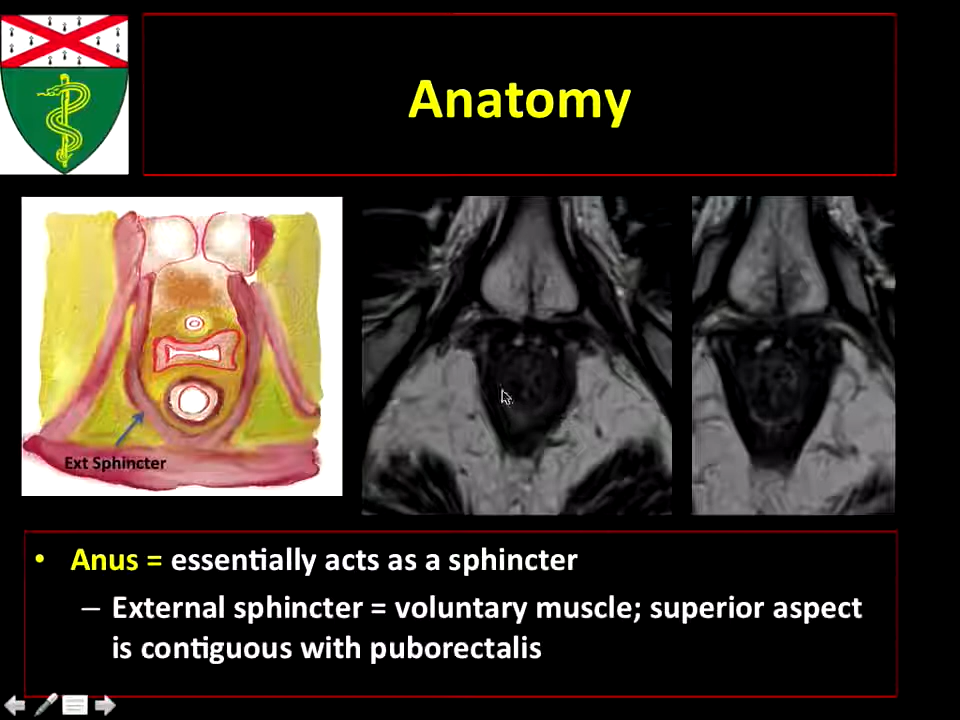 Anatomy
Ext Sphincter
• Anus = essentially acts as a sphincter
– External sphincter = voluntary muscle; superior aspect
is contiguous with puborectalis